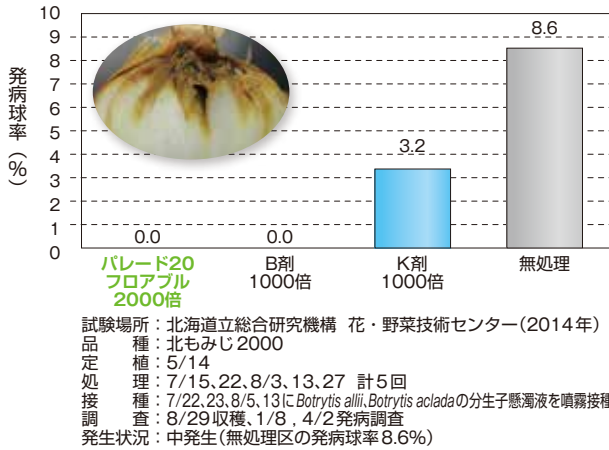 10
9
8
7
6
5
4
3
2
1
0
発病球率(%)
0.0
0.0
3.2
8.6
パレード20
フロアブル
2000倍
B剤
1000倍
K剤
1000倍
無処理
試験場所：北海道立総合研究機構 花・野菜技術センター(2014年)
品種：北もみじ2000
定植：5/14
処理：7/15、22、8/3、13、27 計5回
接種：7/22、23、8/5、13にBotrytis allii、Botrytis acladaの分生子懸濁液を噴霧接種
調査：8/29収穫、1/8 , 4/2発病調査
発生状況：中発生(無処理区の発病球率8.6%)